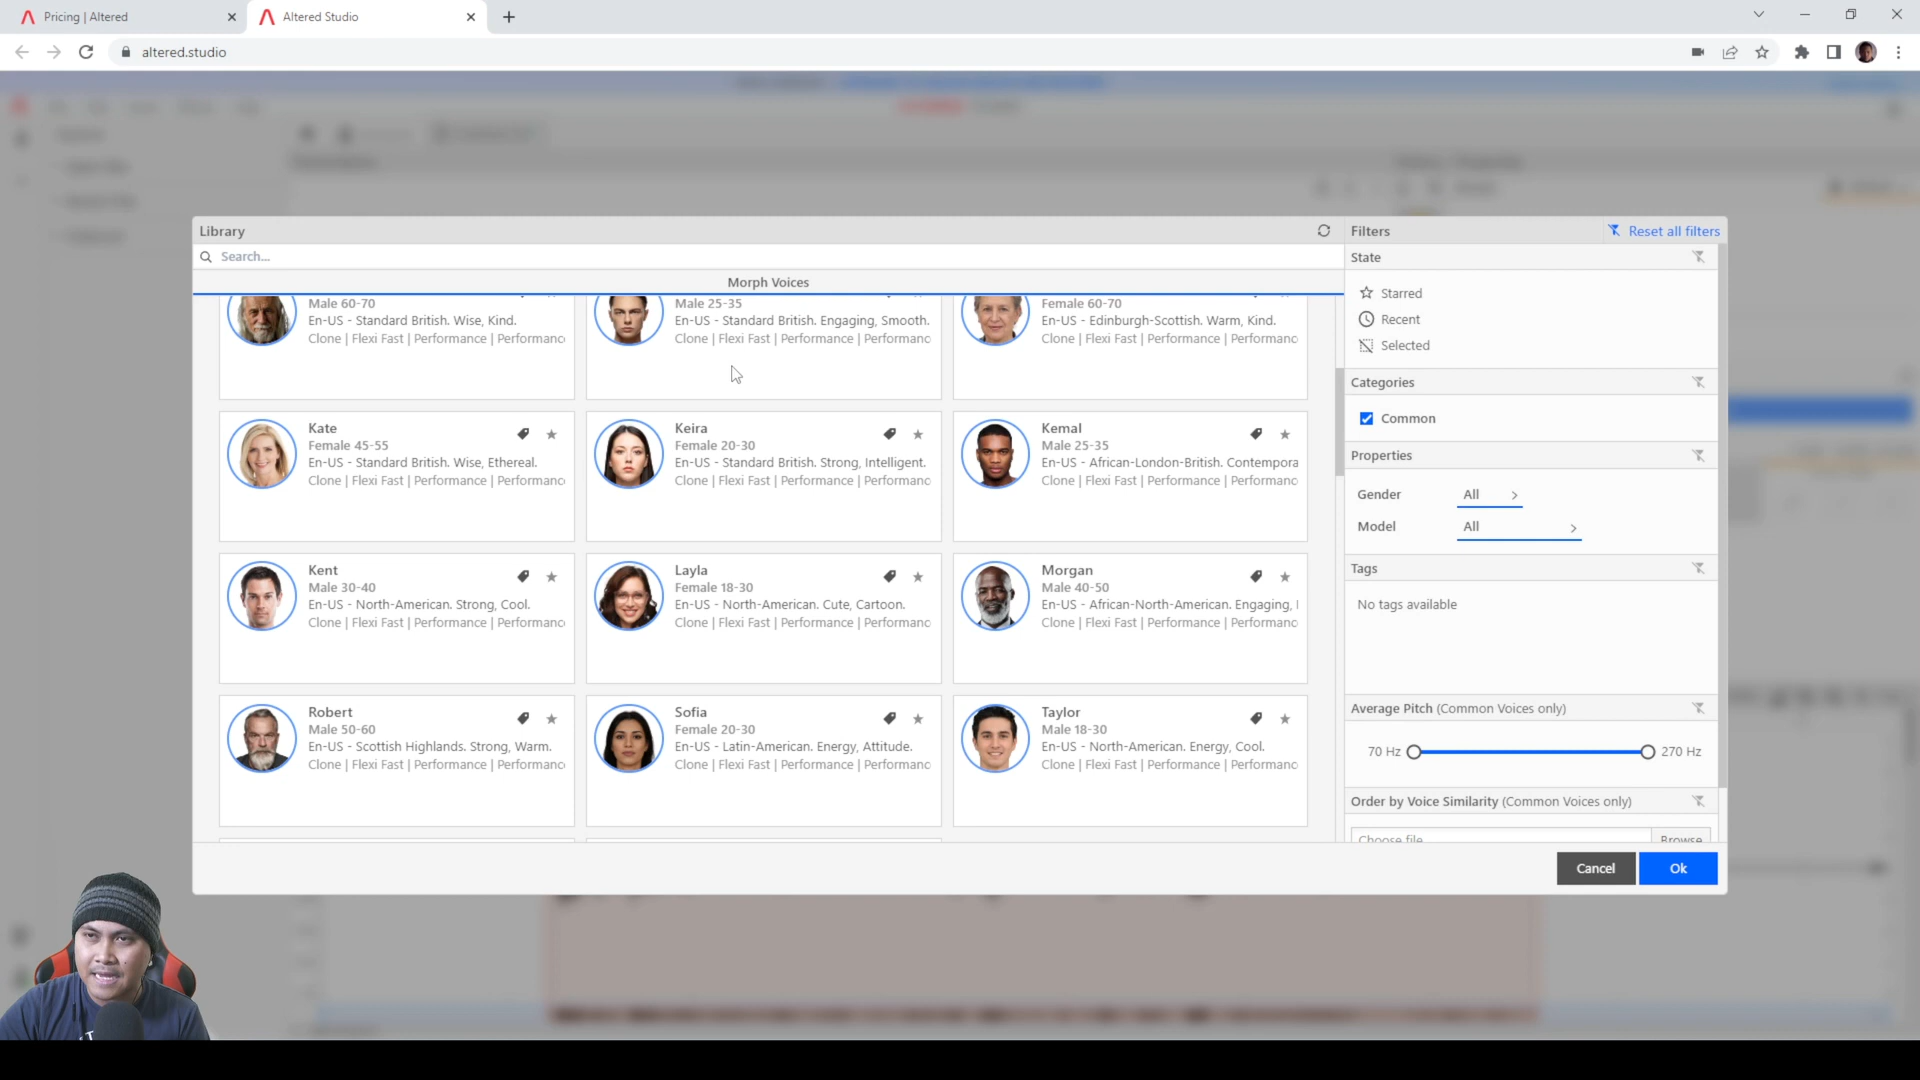 Pricing | Altered
Altered Studio
altered.studio
Library
Search...
Morph Voices
Male 60-70
En-US - Standard British. Wise, Kind.
Clone | Flexi Fast | Performance | Performanc
Male 25-35
En-US - Standard British. Engaging, Smooth.
Clone | Flexi Fast | Performance | Performanc
Female 60-70
En-US - Edinburgh-Scottish. Warm, Kind.
Clone | Flexi Fast | Performance | Performanc
Kate
Female 45-55
En-US - Standard British. Wise, Ethereal.
Clone | Flexi Fast | Performance | Performanc
Keira
Female 20-30
En-US - Standard British. Strong, Intelligent.
Clone | Flexi Fast | Performance | Performanc
Kemal
Male 25-35
En-US - African-London-British. Contempora
Clone | Flexi Fast | Performance | Performanc
Kent
Male 30-40
En-US - North-American. Strong, Cool.
Clone | Flexi Fast | Performance | Performanc
Layla
Female 18-30
En-US - North-American. Cute, Cartoon.
Clone | Flexi Fast | Performance | Performanc
Morgan
Male 40-50
En-US - African-North-American. Engaging, 
Clone | Flexi Fast | Performance | Performanc
Robert
Male 50-60
En-US - Scottish Highlands. Strong, Warm.
Clone | Flexi Fast | Performance | Performanc
Sofia
Female 20-30
En-US - Latin-American. Energy, Attitude.
Clone | Flexi Fast | Performance | Performanc
Taylor
Male 18-30
En-US - North-American. Energy, Cool.
Clone | Flexi Fast | Performance | Performanc
Filters
Reset all filters
State
Starred
Recent
Selected
Categories
Common
Properties
Gender All
Model All
Tags
No tags available
Average Pitch (Common Voices only)
70 Hz 270 Hz
Order by Voice Similarity (Common Voices only)
Choose file Browse
Cancel Ok